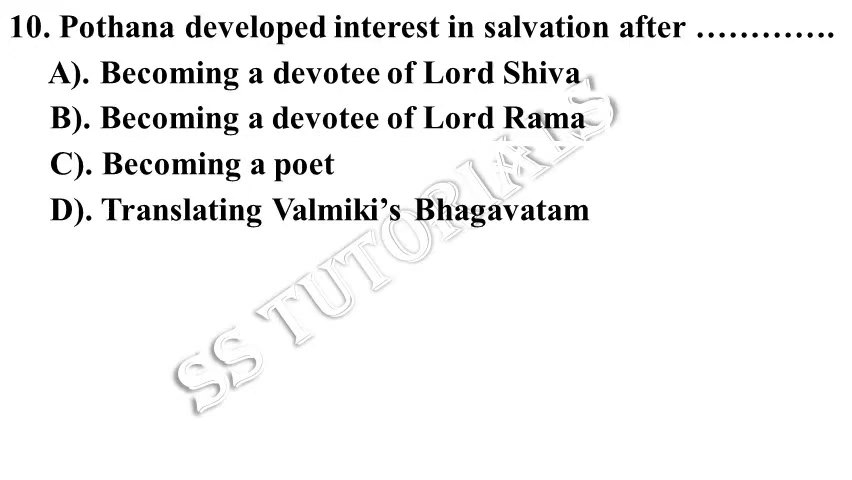 10. Pothana developed interest in salvation after ………….
A). Becoming a devotee of Lord Shiva
B). Becoming a devotee of Lord Rama
C). Becoming a poet
D). Translating Valmiki’s Bhagavatam
SS TUTORIALS